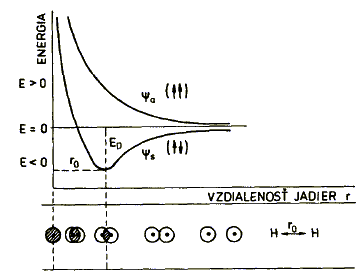 ENERGIA
E > 0
Ψa (↑↑)
E = 0
E_D
r₀
Ψs (↑↓)
E < 0
VZDIALENOSŤ JADIER r
H r₀ H